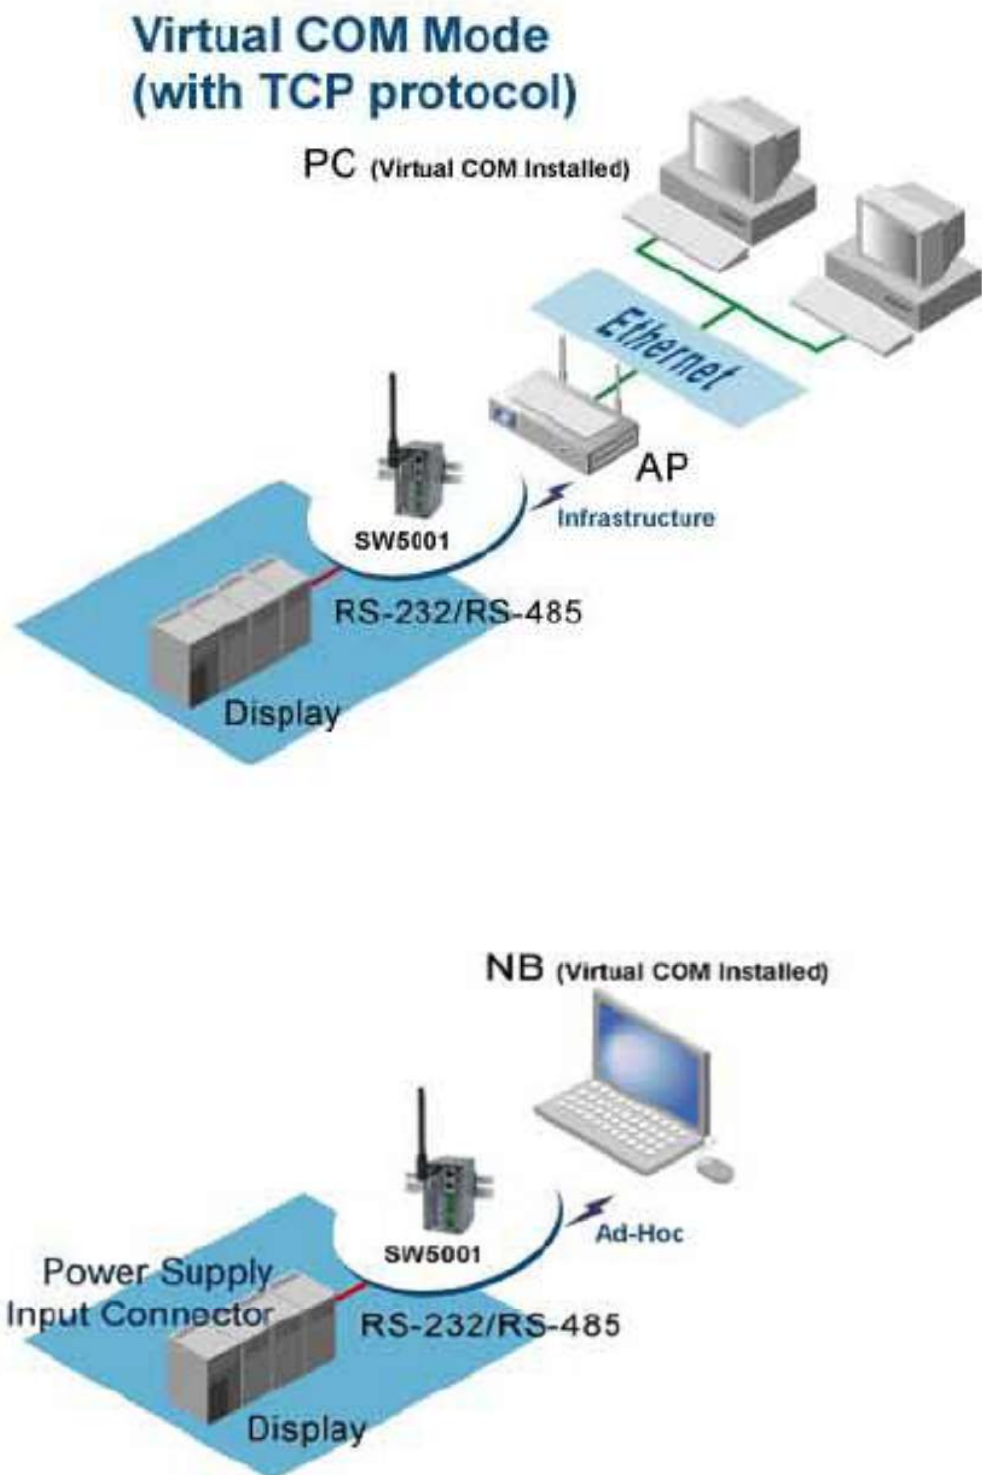 Virtual COM Mode
(with TCP protocol)
PC (Virtual COM Installed)
Ethernet
AP
Infrastructure
SW5001
RS-232/RS-485
Display
NB (Virtual COM Installed)
Ad-Hoc
SW5001
Power Supply
Input Connector
RS-232/RS-485
Display